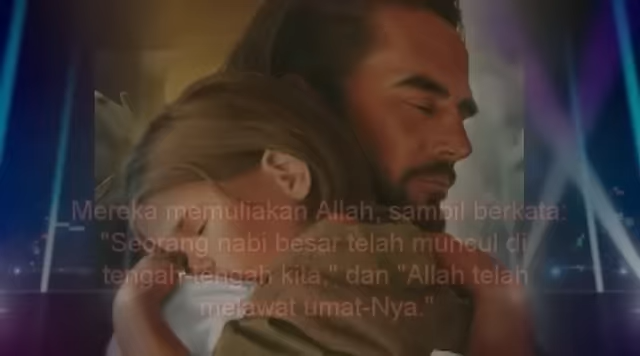 Mereka memuliakan Allah, sambil berkata:
"Seorang nabi besar telah muncul di
tengah-tengah kita," dan "Allah telah
melawat umat-Nya."